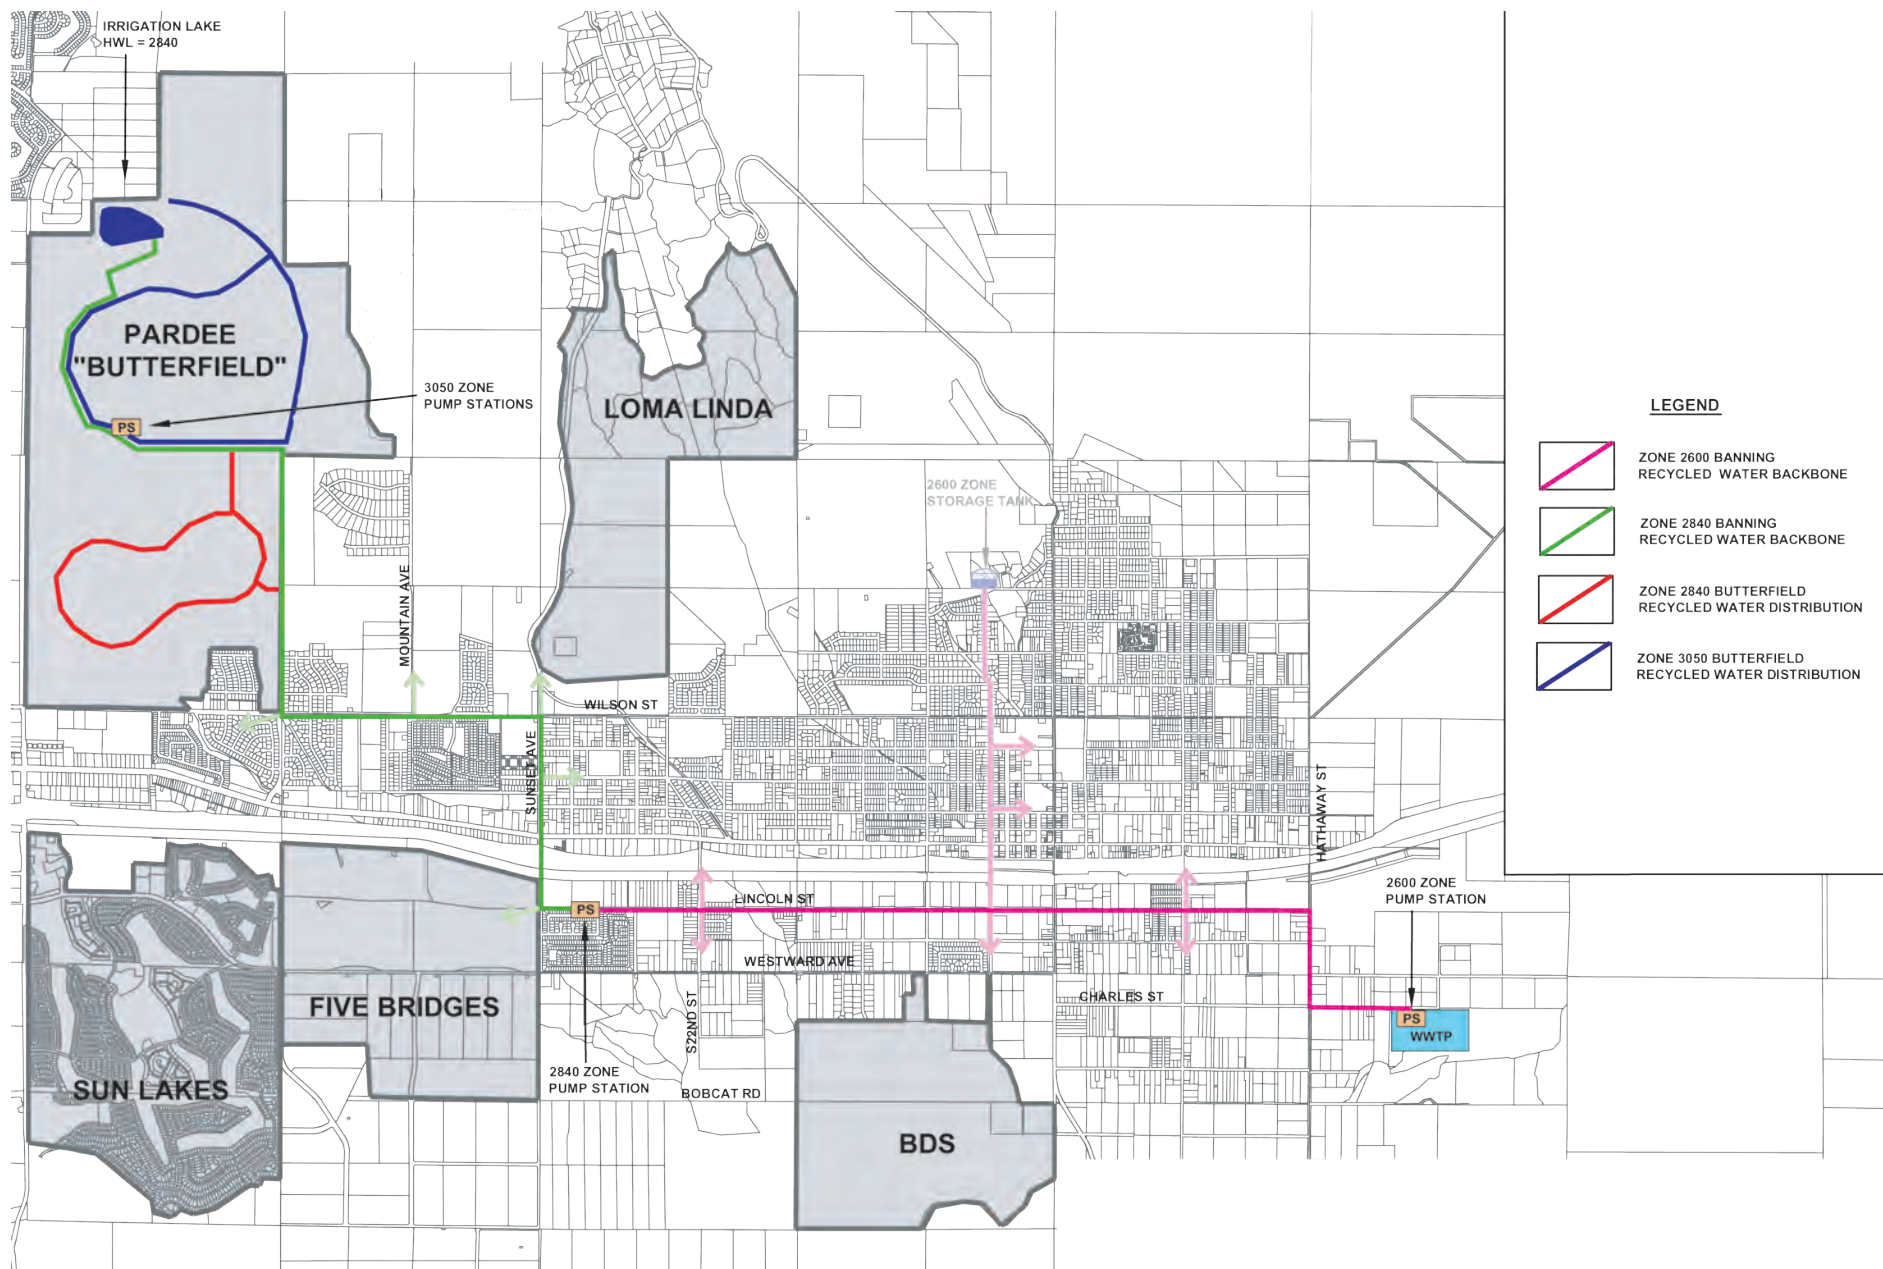 IRRIGATION LAKE
HWL = 2840
PARDEE
"BUTTERFIELD"
3050 ZONE
PUMP STATIONS
PS
LOMA LINDA
2600 ZONE
STORAGE TANK
MOUNTAIN AVE
WILSON ST
SUNSET AVE
HATHAWAY ST
LINCOLN ST
PS
WESTWARD AVE
S22ND ST
CHARLES ST
2600 ZONE
PUMP STATION
PS
WWTP
FIVE BRIDGES
SUN LAKES
2840 ZONE
PUMP STATION
BOBCAT RD
BDS
LEGEND
ZONE 2600 BANNING
RECYCLED WATER BACKBONE
ZONE 2840 BANNING
RECYCLED WATER BACKBONE
ZONE 2840 BUTTERFIELD
RECYCLED WATER DISTRIBUTION
ZONE 3050 BUTTERFIELD
RECYCLED WATER DISTRIBUTION